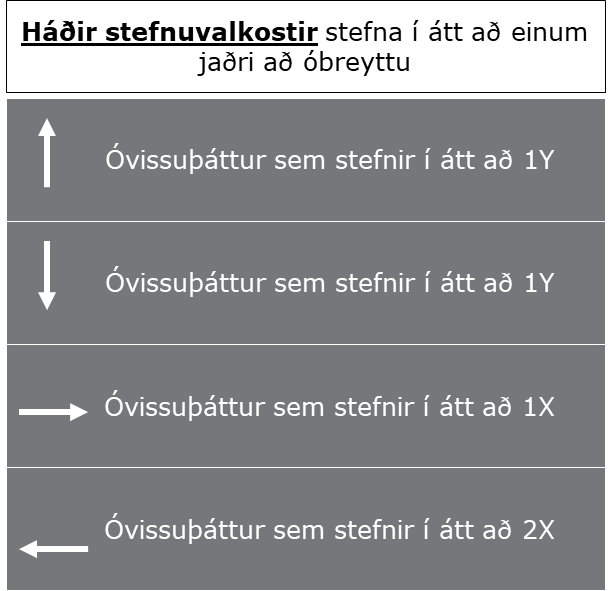 Háðir stefnuvalkostir stefna í átt að einum
jaðri að óbreyttu
Óvissuþáttur sem stefnir í átt að 1Y
Óvissuþáttur sem stefnir í átt að 1Y
Óvissuþáttur sem stefnir í átt að 1X
Óvissuþáttur sem stefnir í átt að 2X